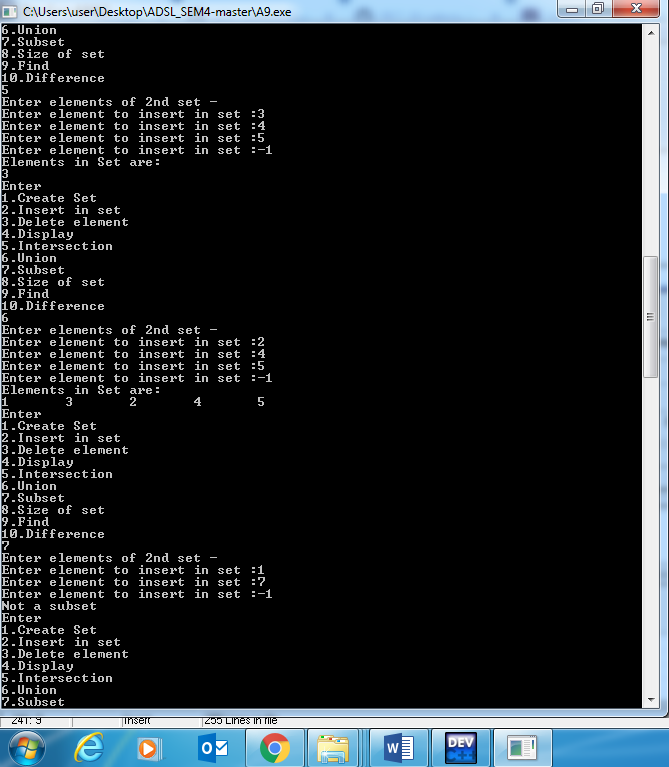 C:\Users\user\Desktop\ADSL_SEM4-master\A9.exe
6.Union
7.Subset
8.Size of set
9.Find
10.Difference
5
Enter elements of 2nd set -
Enter element to insert in set :3
Enter element to insert in set :4
Enter element to insert in set :5
Enter element to insert in set :-1
Elements in Set are:
3
Enter
1.Create Set
2.Insert in set
3.Delete element
4.Display
5.Intersection
6.Union
7.Subset
8.Size of set
9.Find
10.Difference
6
Enter elements of 2nd set -
Enter element to insert in set :2
Enter element to insert in set :4
Enter element to insert in set :5
Enter element to insert in set :-1
Elements in Set are:
1 3 2 4 5
Enter
1.Create Set
2.Insert in set
3.Delete element
4.Display
5.Intersection
6.Union
7.Subset
8.Size of set
9.Find
10.Difference
7
Enter elements of 2nd set -
Enter element to insert in set :1
Enter element to insert in set :7
Enter element to insert in set :-1
Not a subset
Enter
1.Create Set
2.Insert in set
3.Delete element
4.Display
5.Intersection
6.Union
7.Subset
241: 9 Insert 255 Lines in file
DEV C++